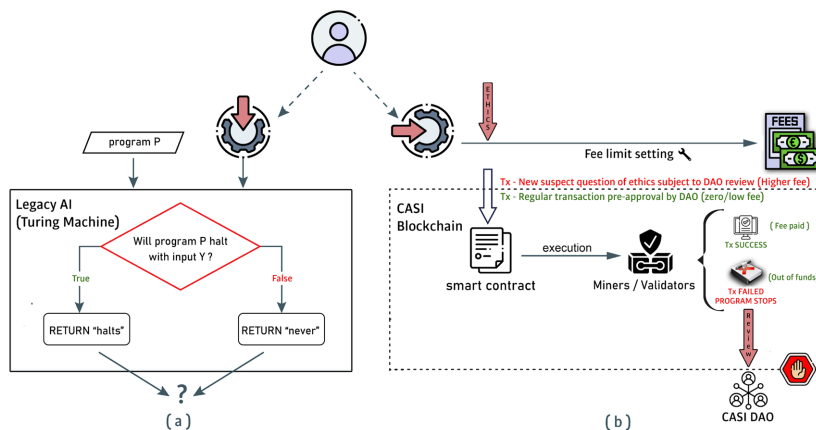 program P
Legacy AI
(Turing Machine)
Will program P halt
with input Y ?
True
False
RETURN "halts"
RETURN "never"
?
(a)
ETHICS
FEES
Fee limit setting
Tx - New suspect question of ethics subject to DAO review (Higher fee)
Tx - Regular transaction pre-approval by DAO (zero/low fee)
CASI
Blockchain
smart contract
execution
Miners / Validators
( Fee paid )
Tx SUCCESS
(Out of funds)
Tx FAILED
PROGRAM STOPS
Review
CASI DAO
(b)